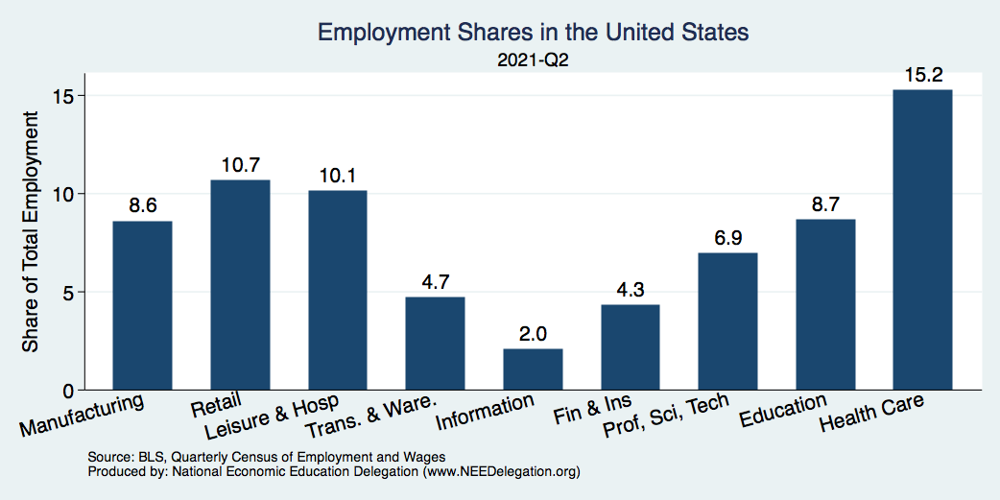 Employment Shares in the United States
2021-Q2
Share of Total Employment
15
10
5
0
8.6
10.7
10.1
4.7
2.0
4.3
6.9
8.7
15.2
Manufacturing
Retail
Leisure & Hosp
Trans. & Ware.
Information
Fin & Ins
Prof, Sci, Tech
Education
Health Care
Source: BLS, Quarterly Census of Employment and Wages
Produced by: National Economic Education Delegation (www.NEEDelegation.org)